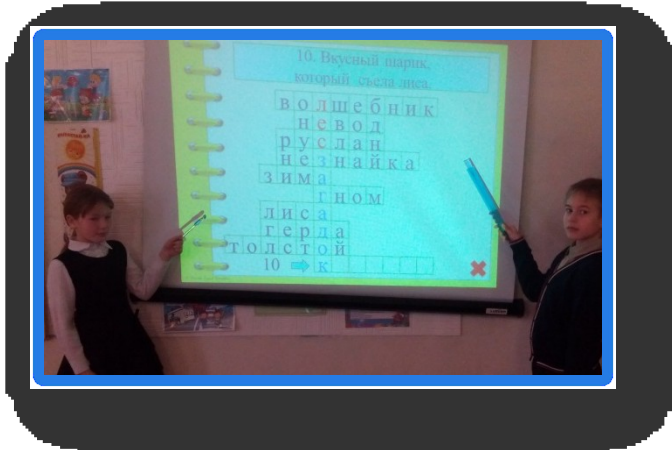 10. Вкусный шарик,
который съела лиса.
волшебник
невод
руслан
незнайка
зима
гном
лиса
герда
толстой
10
к